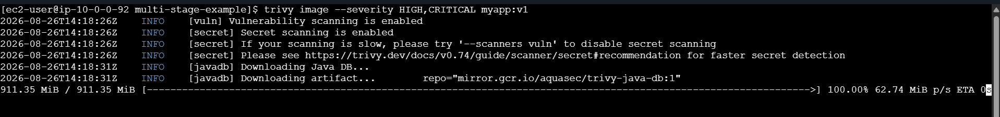 [ec2-user@ip-10-0-0-92 multi-stage-example]$ trivy image --severity HIGH,CRITICAL myapp:v1
2026-08-26T14:18:26Z    INFO    [vuln] Vulnerability scanning is enabled
2026-08-26T14:18:26Z    INFO    [secret] Secret scanning is enabled
2026-08-26T14:18:26Z    INFO    [secret] If your scanning is slow, please try '--scanners vuln' to disable secret scanning
2026-08-26T14:18:26Z    INFO    [secret] Please see https://trivy.dev/docs/v0.74/guide/scanner/secret#recommendation for faster secret detection
2026-08-26T14:18:31Z    INFO    [javadb] Downloading Java DB...
2026-08-26T14:18:31Z    INFO    [javadb] Downloading artifact...        repo="mirror.gcr.io/aquasec/trivy-java-db:1"
911.35 MiB / 911.35 MiB [----------------------------------------------------------------------------------------------------------------->] 100.00% 62.74 MiB p/s ETA 0s